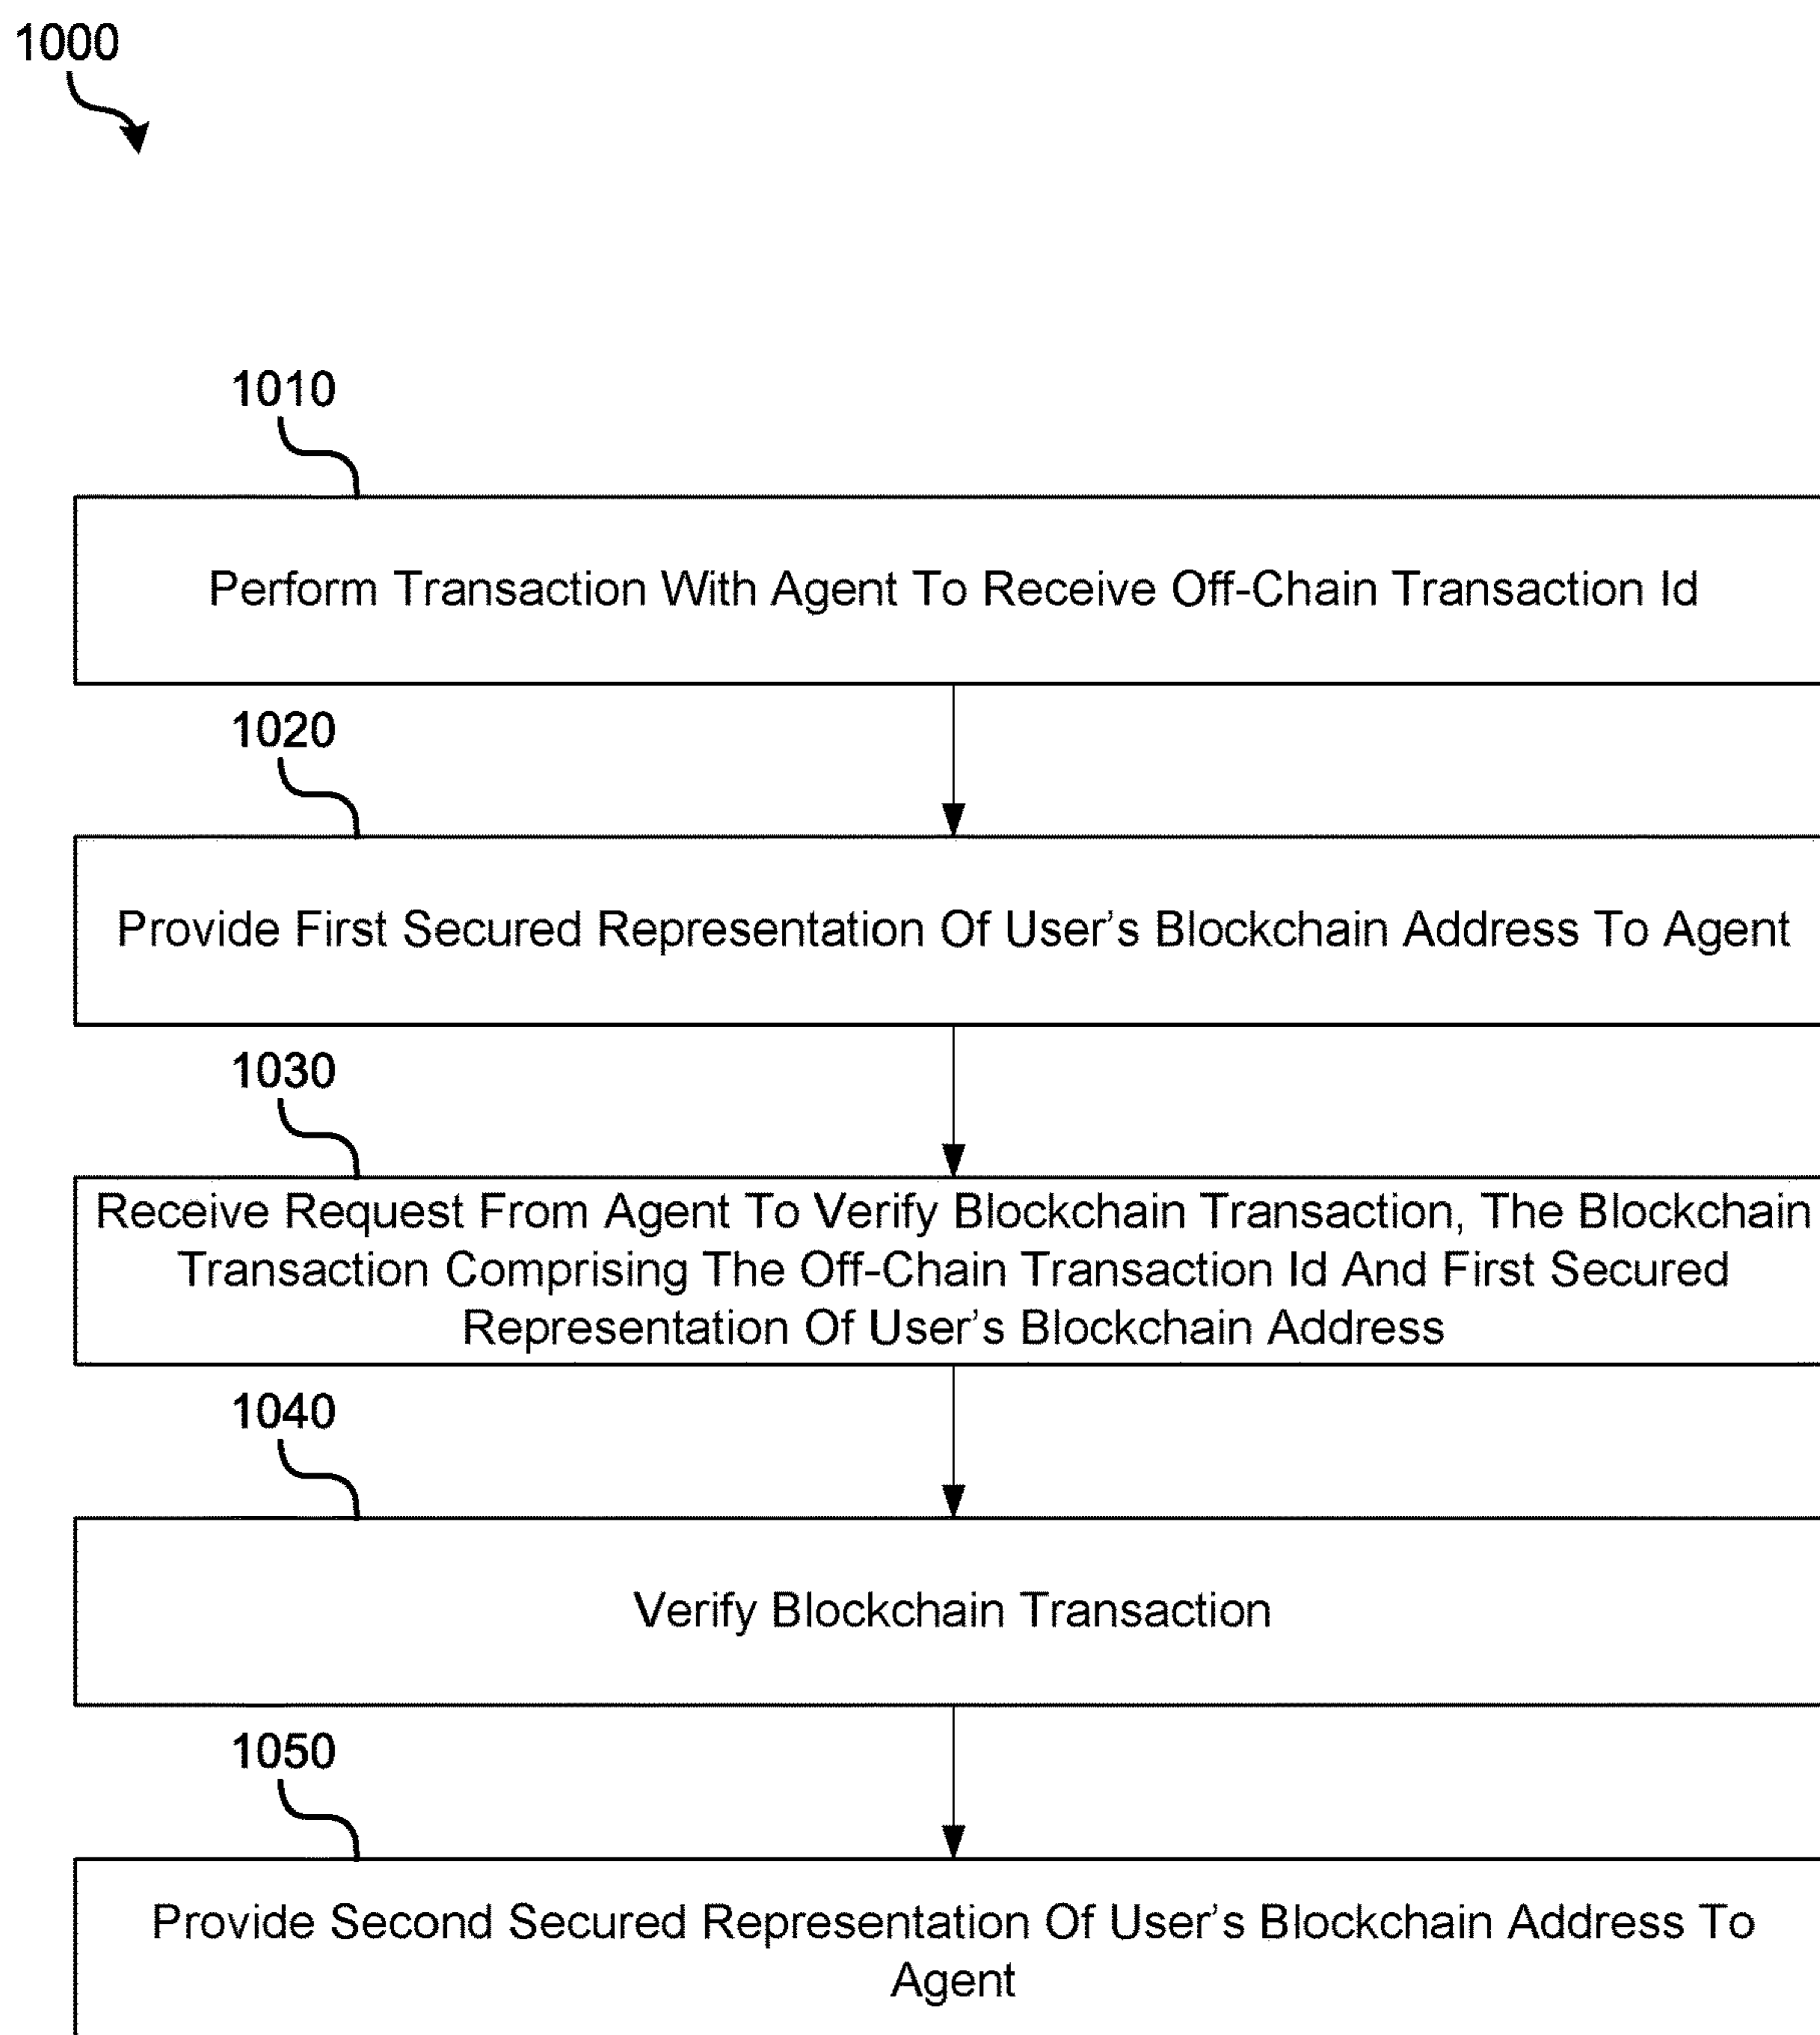 1000
1010
Perform Transaction With Agent To Receive Off-Chain Transaction Id
1020
Provide First Secured Representation Of User's Blockchain Address To Agent
1030
Receive Request From Agent To Verify Blockchain Transaction, The Blockchain
Transaction Comprising The Off-Chain Transaction Id And First Secured
Representation Of User's Blockchain Address
1040
Verify Blockchain Transaction
1050
Provide Second Secured Representation Of User's Blockchain Address To
Agent